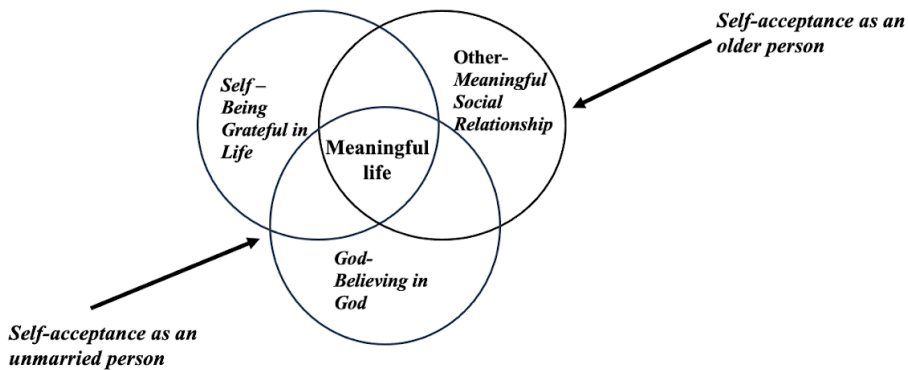 Self-acceptance as an
older person
Self –
Being
Grateful in
Life
Other-
Meaningful
Social
Relationship
Meaningful
life
God-
Believing in
God
Self-acceptance as an
unmarried person